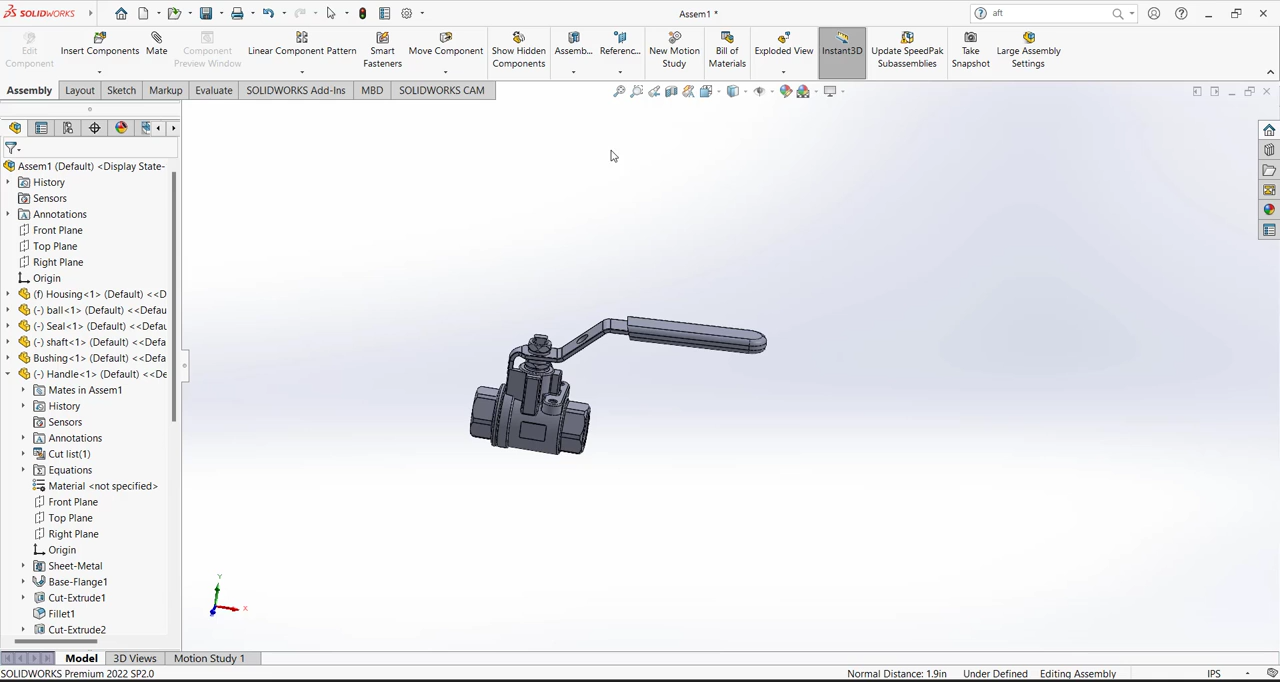 SOLIDWORKS
Assem1 *
aft
Edit Component
Insert Components
Mate
Component Preview Window
Linear Component Pattern
Smart Fasteners
Move Component
Show Hidden Components
Assemb...
Referenc...
New Motion Study
Bill of Materials
Exploded View
Instant3D
Update SpeedPak Subassemblies
Take Snapshot
Large Assembly Settings
Assembly
Layout
Sketch
Markup
Evaluate
SOLIDWORKS Add-Ins
MBD
SOLIDWORKS CAM
Assem1 (Default) <Display State-
History
Sensors
Annotations
Front Plane
Top Plane
Right Plane
Origin
(f) Housing<1> (Default) <<D
(-) ball<1> (Default) <<Defau
(-) Seal<1> (Default) <<Defau
(-) shaft<1> (Default) <<Defau
Bushing<1> (Default) <<Defau
(-) Handle<1> (Default) <<De
Mates in Assem1
History
Sensors
Annotations
Cut list(1)
Equations
Material <not specified>
Front Plane
Top Plane
Right Plane
Origin
Sheet-Metal
Base-Flange1
Cut-Extrude1
Fillet1
Cut-Extrude2
Y
X
Model
3D Views
Motion Study 1
SOLIDWORKS Premium 2022 SP2.0
Normal Distance: 1.9in
Under Defined
Editing Assembly
IPS